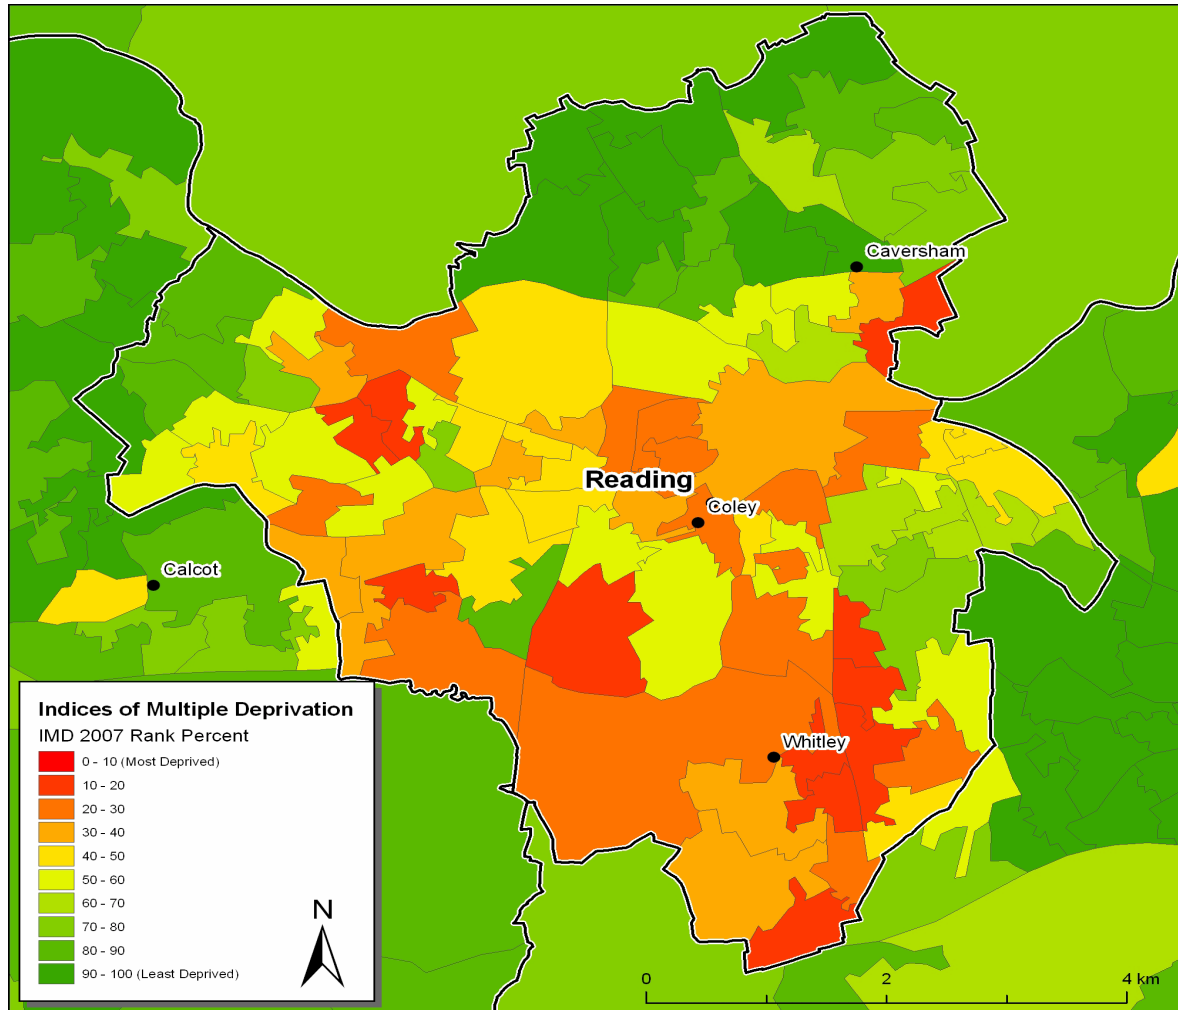 Caversham
Reading
Coley
Calcot
Whitley
Indices of Multiple Deprivation
IMD 2007 Rank Percent
0 - 10 (Most Deprived)
10 - 20
20 - 30
30 - 40
40 - 50
50 - 60
60 - 70
70 - 80
80 - 90
90 - 100 (Least Deprived)
N
0 2 4 km